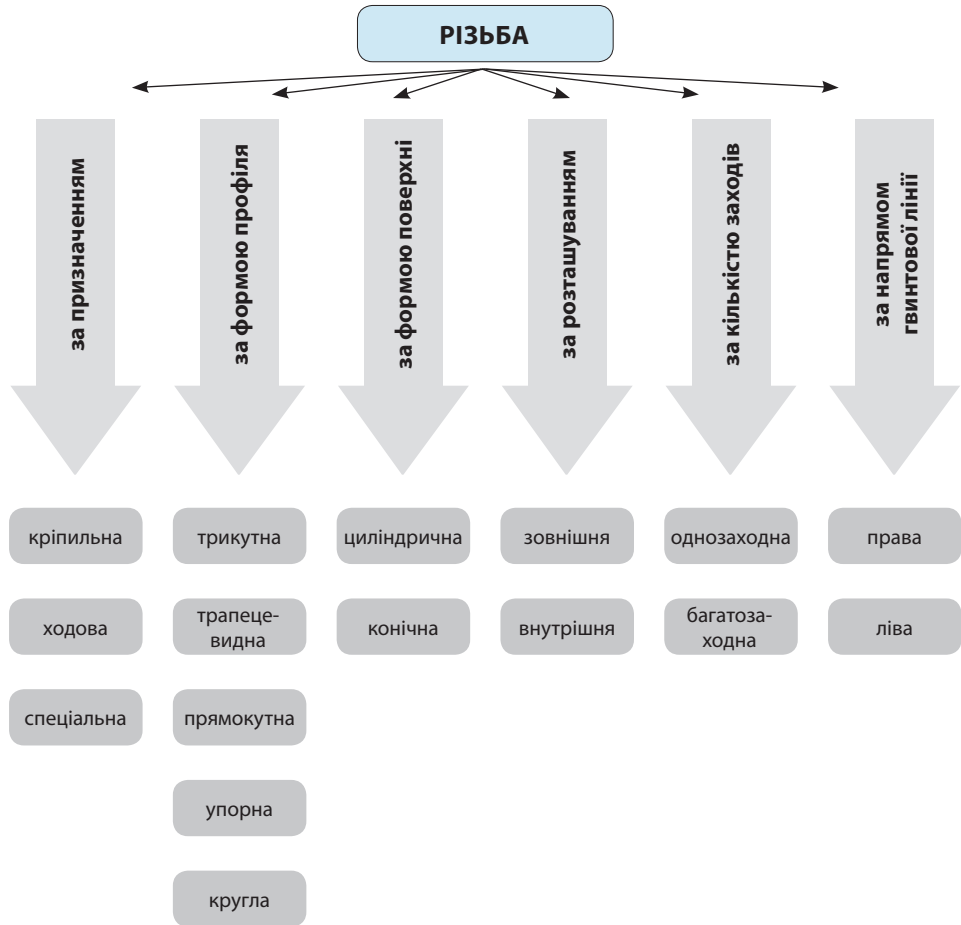 РІЗЬБА
за призначенням
за формою профіля
за формою поверхні
за розташуванням
за кількістю заходів
за напрямом
гвинтової лінії
кріпильна
трикутна
циліндрична
зовнішня
однозаходна
права
ходова
трапеце-
видна
конічна
внутрішня
багатоза-
ходна
ліва
спеціальна
прямокутна
упорна
кругла